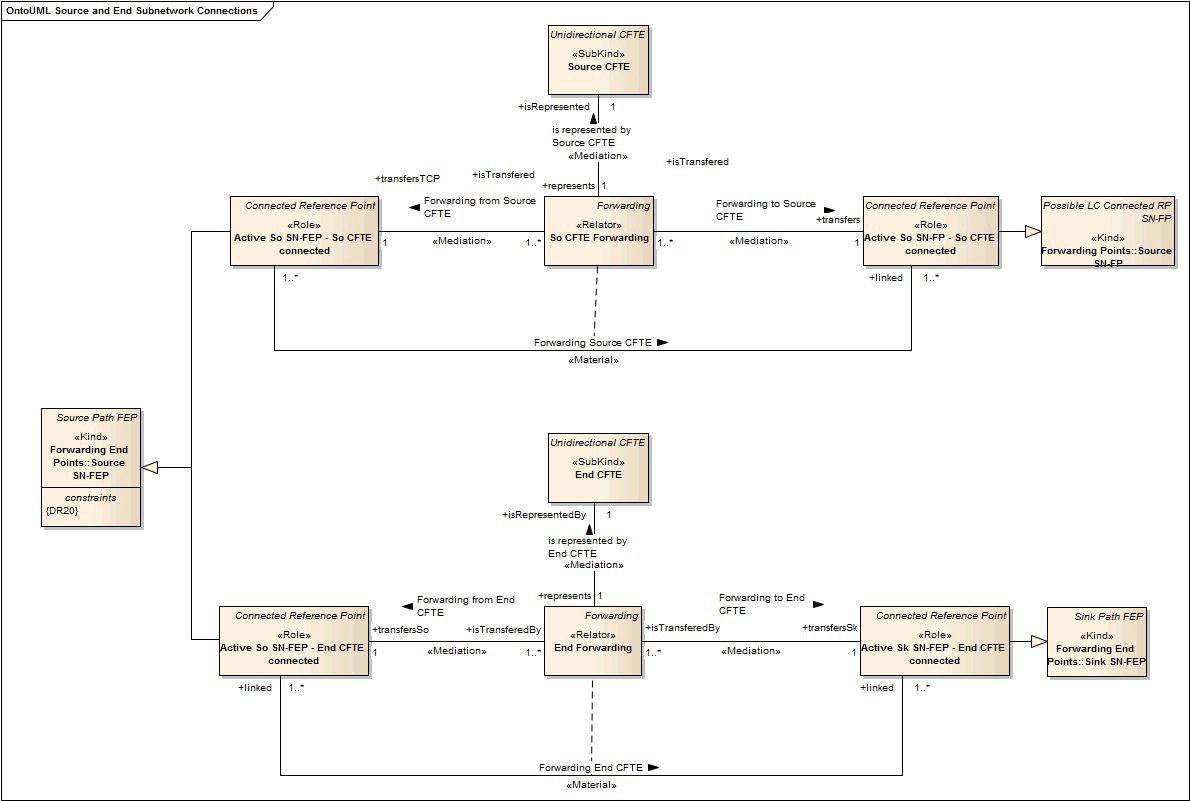 OntoUML Source and End Subnetwork Connections
Unidirectional CFTE
«SubKind»
Source CFTE
+isRepresented 1
is represented by
Source CFTE
«Mediation»
+isTransfered
+transfersTCP
+isTransfered
+represents 1
Connected Reference Point
«Role»
Active So SN-FEP - So CFTE
connected
Forwarding from Source
CFTE
1
«Mediation»
1..*
Forwarding
«Relator»
So CFTE Forwarding
Forwarding to Source
CFTE
+transfers
1..*
«Mediation»
1
Connected Reference Point
«Role»
Active So SN-FP - So CFTE
connected
Possible LC Connected RP
SN-FP
«Kind»
Forwarding Points::Source
SN-FP
1..*
+linked 1..*
Forwarding Source CFTE
«Material»
Source Path FEP
«Kind»
Forwarding End
Points::Source
SN-FEP
constraints
{DR20}
Unidirectional CFTE
«SubKind»
End CFTE
+isRepresentedBy 1
is represented by
End CFTE
«Mediation»
+represents 1
Connected Reference Point
«Role»
Active So SN-FEP - End CFTE
connected
Forwarding from End
CFTE
+transfersSo
+isTransferedBy
1
«Mediation»
1..*
Forwarding
«Relator»
End Forwarding
Forwarding to End
CFTE
+isTransferedBy
+transfersSk
1..*
«Mediation»
1
Connected Reference Point
«Role»
Active Sk SN-FEP - End CFTE
connected
Sink Path FEP
«Kind»
Forwarding End
Points::Sink SN-FEP
+linked 1..*
+linked 1..*
Forwarding End CFTE
«Material»